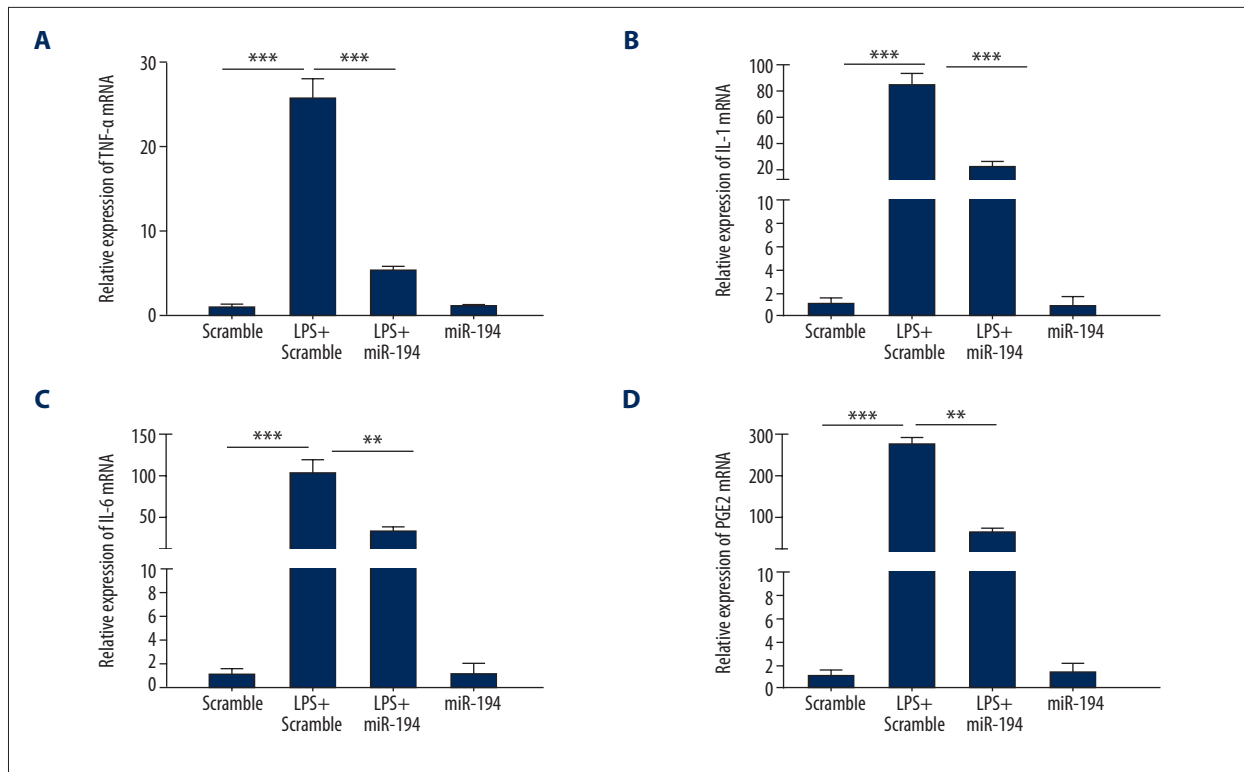 A
Relative expression of TNF-α mRNA
30
20
10
0
***
***
Scramble
LPS+
Scramble
LPS+
miR-194
miR-194
B
Relative expression of IL-1 mRNA
100
80
60
40
20
10
8
6
4
2
0
***
***
Scramble
LPS+
Scramble
LPS+
miR-194
miR-194
C
Relative expression of IL-6 mRNA
150
100
50
10
8
6
4
2
0
***
**
Scramble
LPS+
Scramble
LPS+
miR-194
miR-194
D
Relative expression of PGE2 mRNA
300
200
100
10
8
6
4
2
0
***
**
Scramble
LPS+
Scramble
LPS+
miR-194
miR-194